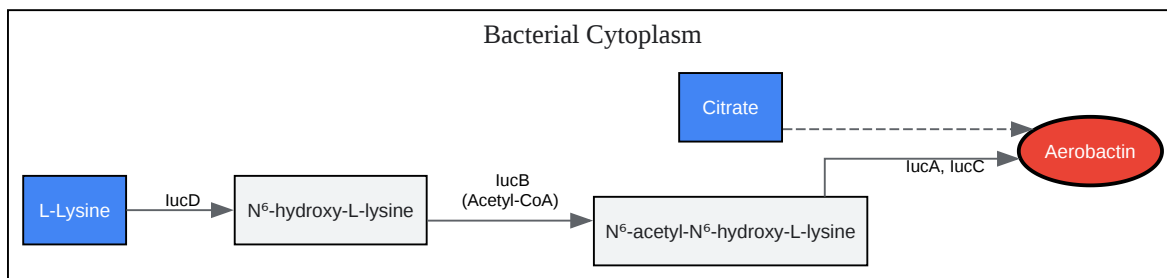 Bacterial Cytoplasm
Citrate
Aerobactin
IucA, IucC
L-Lysine
IucD
N⁶-hydroxy-L-lysine
IucB
(Acetyl-CoA)
N⁶-acetyl-N⁶-hydroxy-L-lysine